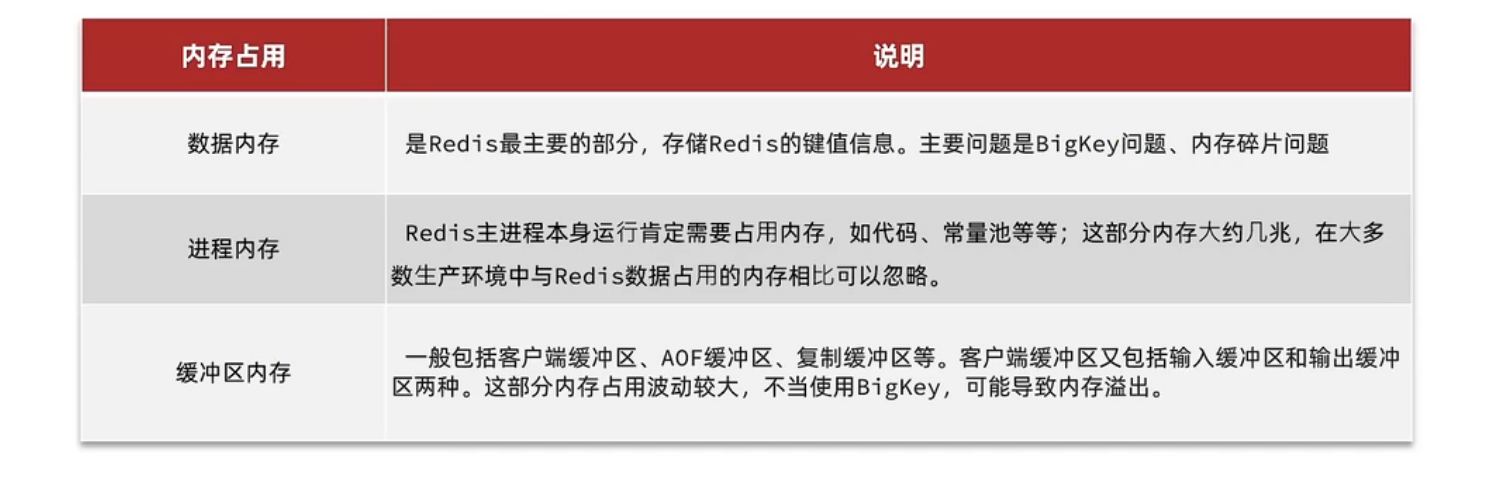 内存占用
说明
数据内存
是Redis最主要的部分，存储Redis的键值信息。主要问题是BigKey问题、内存碎片问题
进程内存
Redis主进程本身运行肯定需要占用内存，如代码、常量池等等；这部分内存大约几兆，在大多
数生产环境中与Redis数据占用的内存相比可以忽略。
缓冲区内存
一般包括客户端缓冲区、AOF缓冲区、复制缓冲区等。客户端缓冲区又包括输入缓冲区和输出缓冲
区两种。这部分内存占用波动较大，不当使用BigKey，可能导致内存溢出。